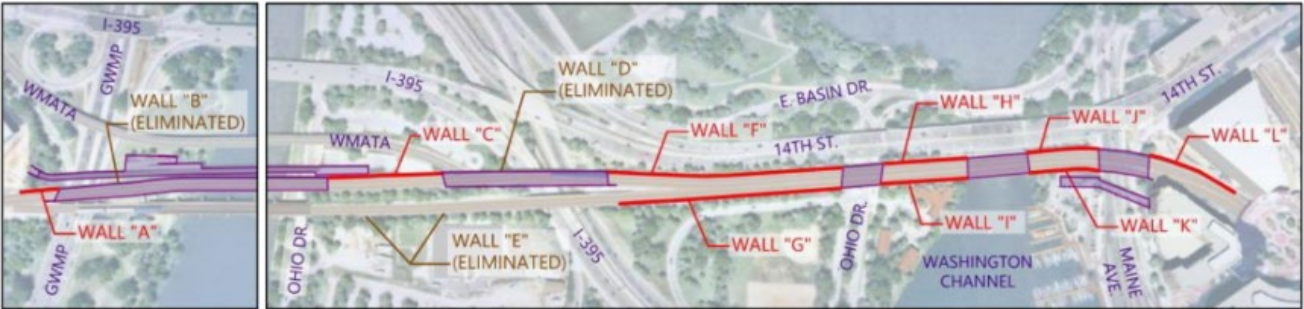 I-395
GWMP
WMATA
WALL "B"
(ELIMINATED)
WALL "A"
GWMP
I-395
WMATA
WALL "C"
WALL "D"
(ELIMINATED)
WALL "E"
(ELIMINATED)
OHIO DR.
I-395
WALL "F"
E. BASIN DR.
14TH ST.
WALL "G"
OHIO DR.
WALL "H"
WALL "I"
WASHINGTON
CHANNEL
WALL "J"
14TH ST.
WALL "L"
WALL "K"
MAINE
AVE.